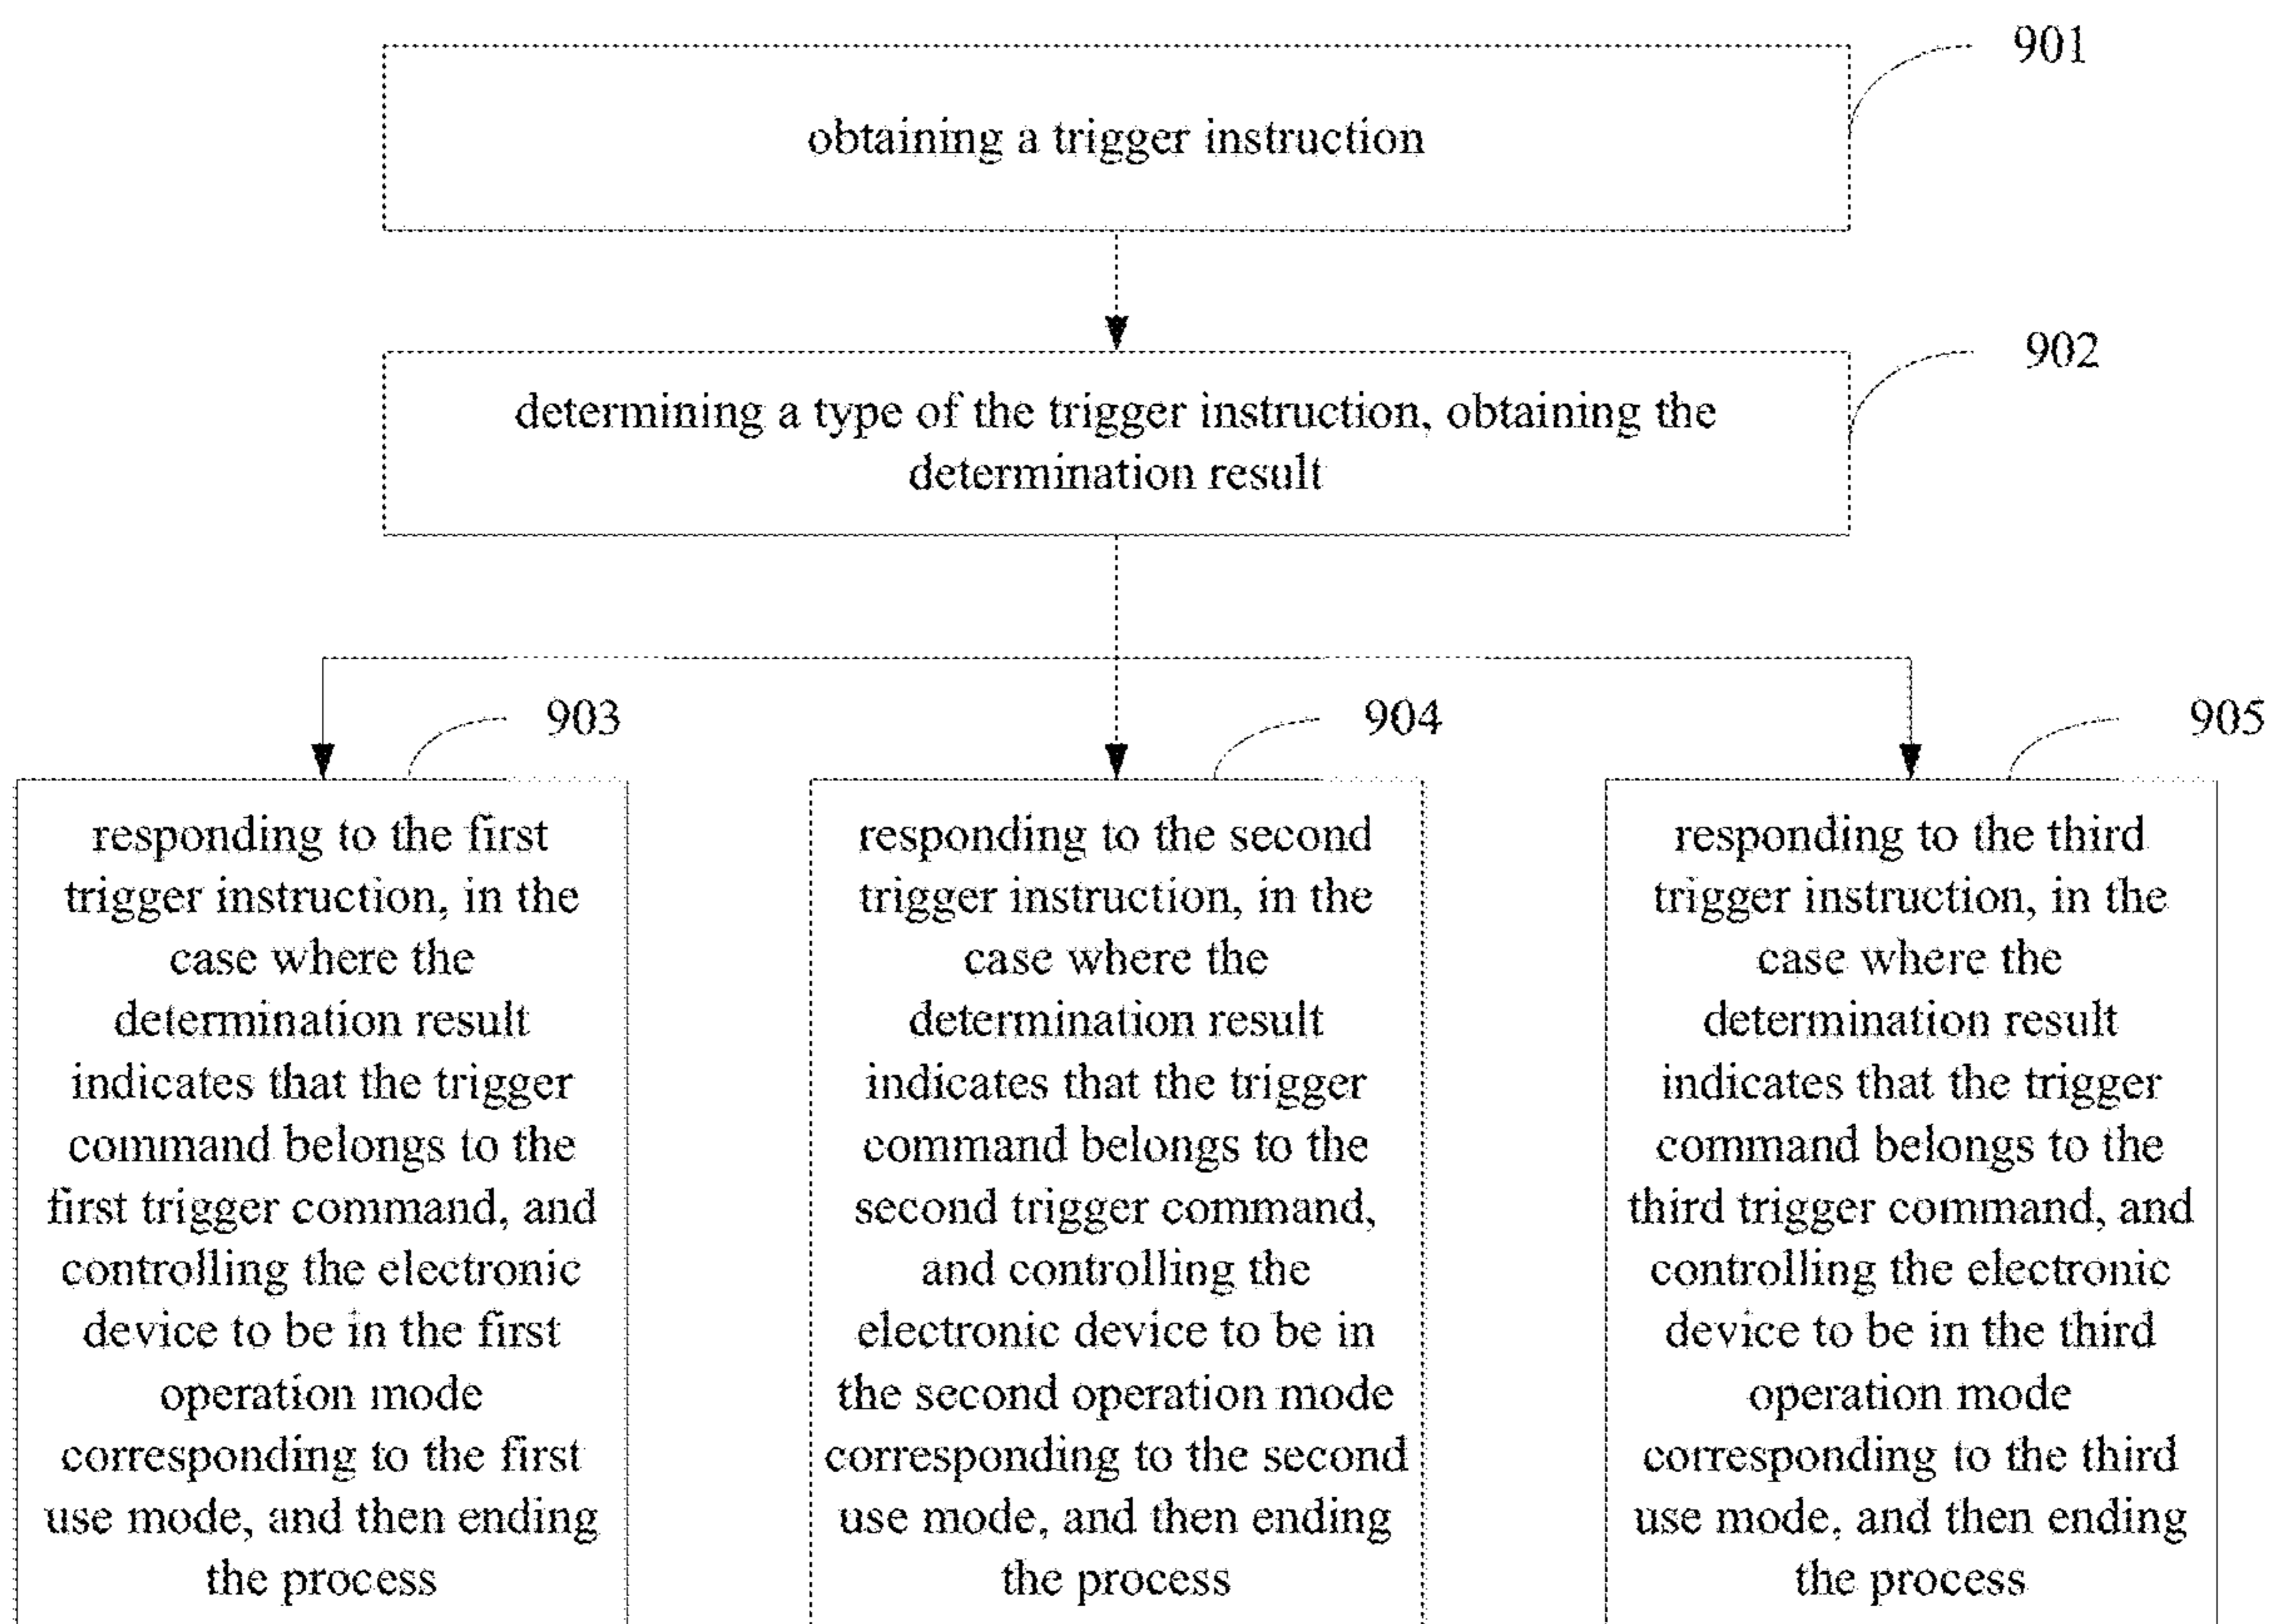 901
obtaining a trigger instruction
902
determining a type of the trigger instruction, obtaining the
determination result
903
responding to the first
trigger instruction, in the
case where the
determination result
indicates that the trigger
command belongs to the
first trigger command, and
controlling the electronic
device to be in the first
operation mode
corresponding to the first
use mode, and then ending
the process
904
responding to the second
trigger instruction, in the
case where the
determination result
indicates that the trigger
command belongs to the
second trigger command,
and controlling the
electronic device to be in
the second operation mode
corresponding to the second
use mode, and then ending
the process
905
responding to the third
trigger instruction, in the
case where the
determination result
indicates that the trigger
command belongs to the
third trigger command, and
controlling the electronic
device to be in the third
operation mode
corresponding to the third
use mode, and then ending
the process